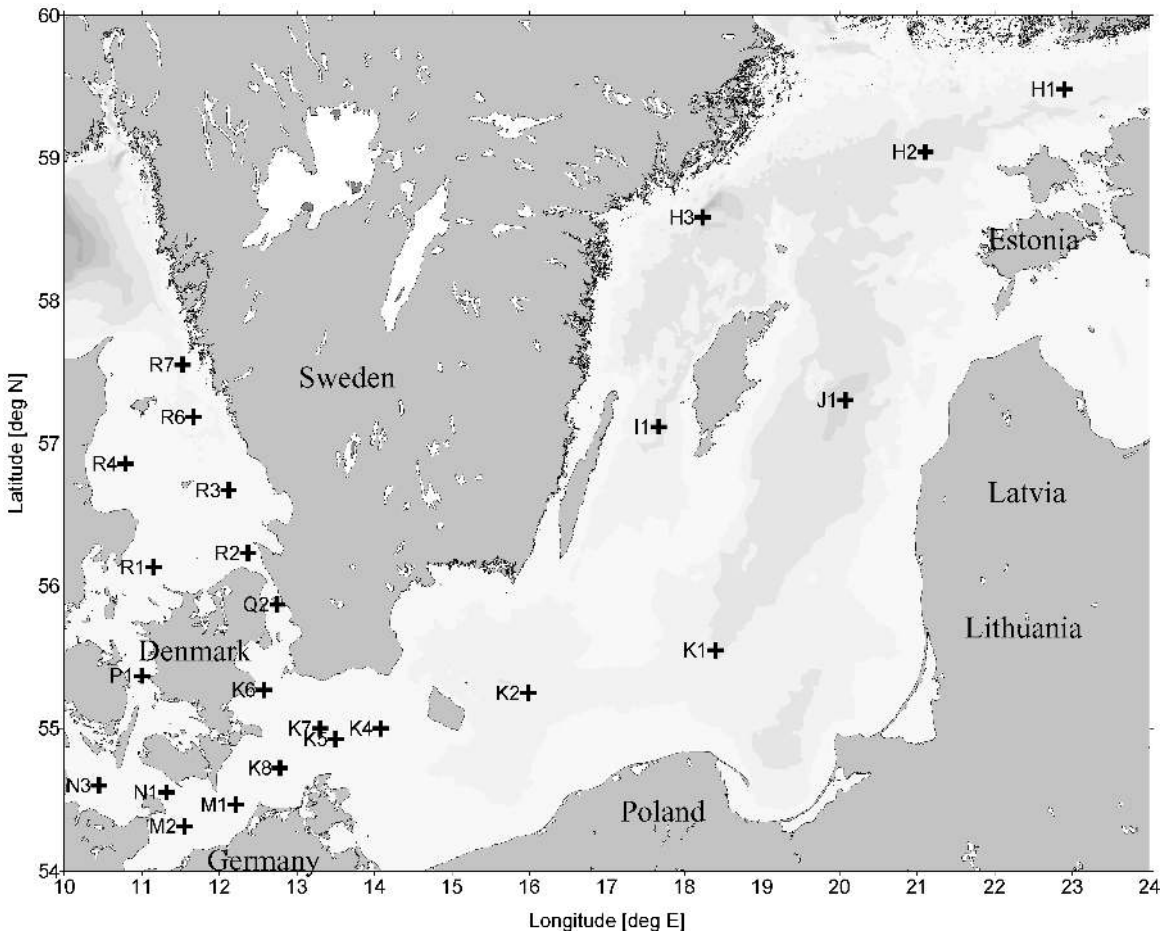 60
H1
59
H2
H3
Estonia
58
R7
Sweden
J1
57
I1
R4
R3
Latvia
R2
R1
56
Q2
Lithuania
Denmark
K1
P1
K6
K2
55
K7
K4
K5
K8
N3
N1
M1
Poland
M2
Germany
54
R6
Latitude [deg N]
10 11 12 13 14 15 16 17 18 19 20 21 22 23 24
Longitude [deg E]